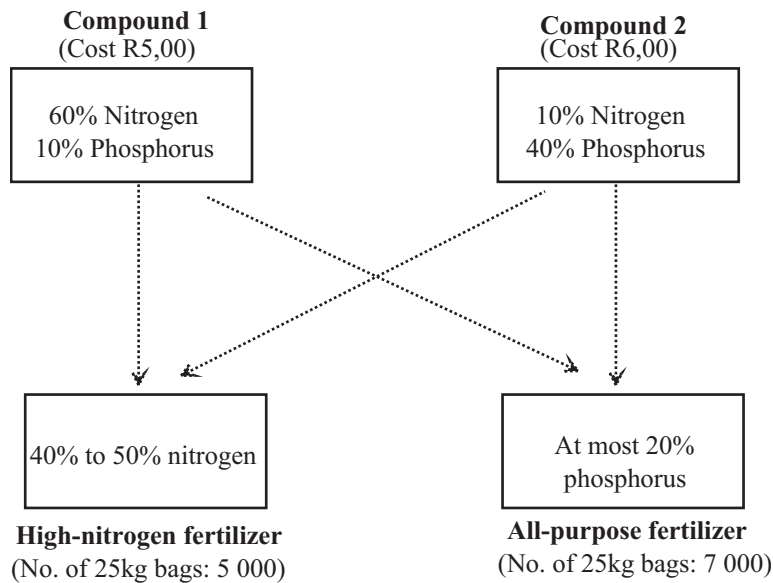 Compound 1
(Cost R5,00)
60% Nitrogen
10% Phosphorus
Compound 2
(Cost R6,00)
10% Nitrogen
40% Phosphorus
40% to 50% nitrogen
High-nitrogen fertilizer
(No. of 25kg bags: 5 000)
At most 20%
phosphorus
All-purpose fertilizer
(No. of 25kg bags: 7 000)